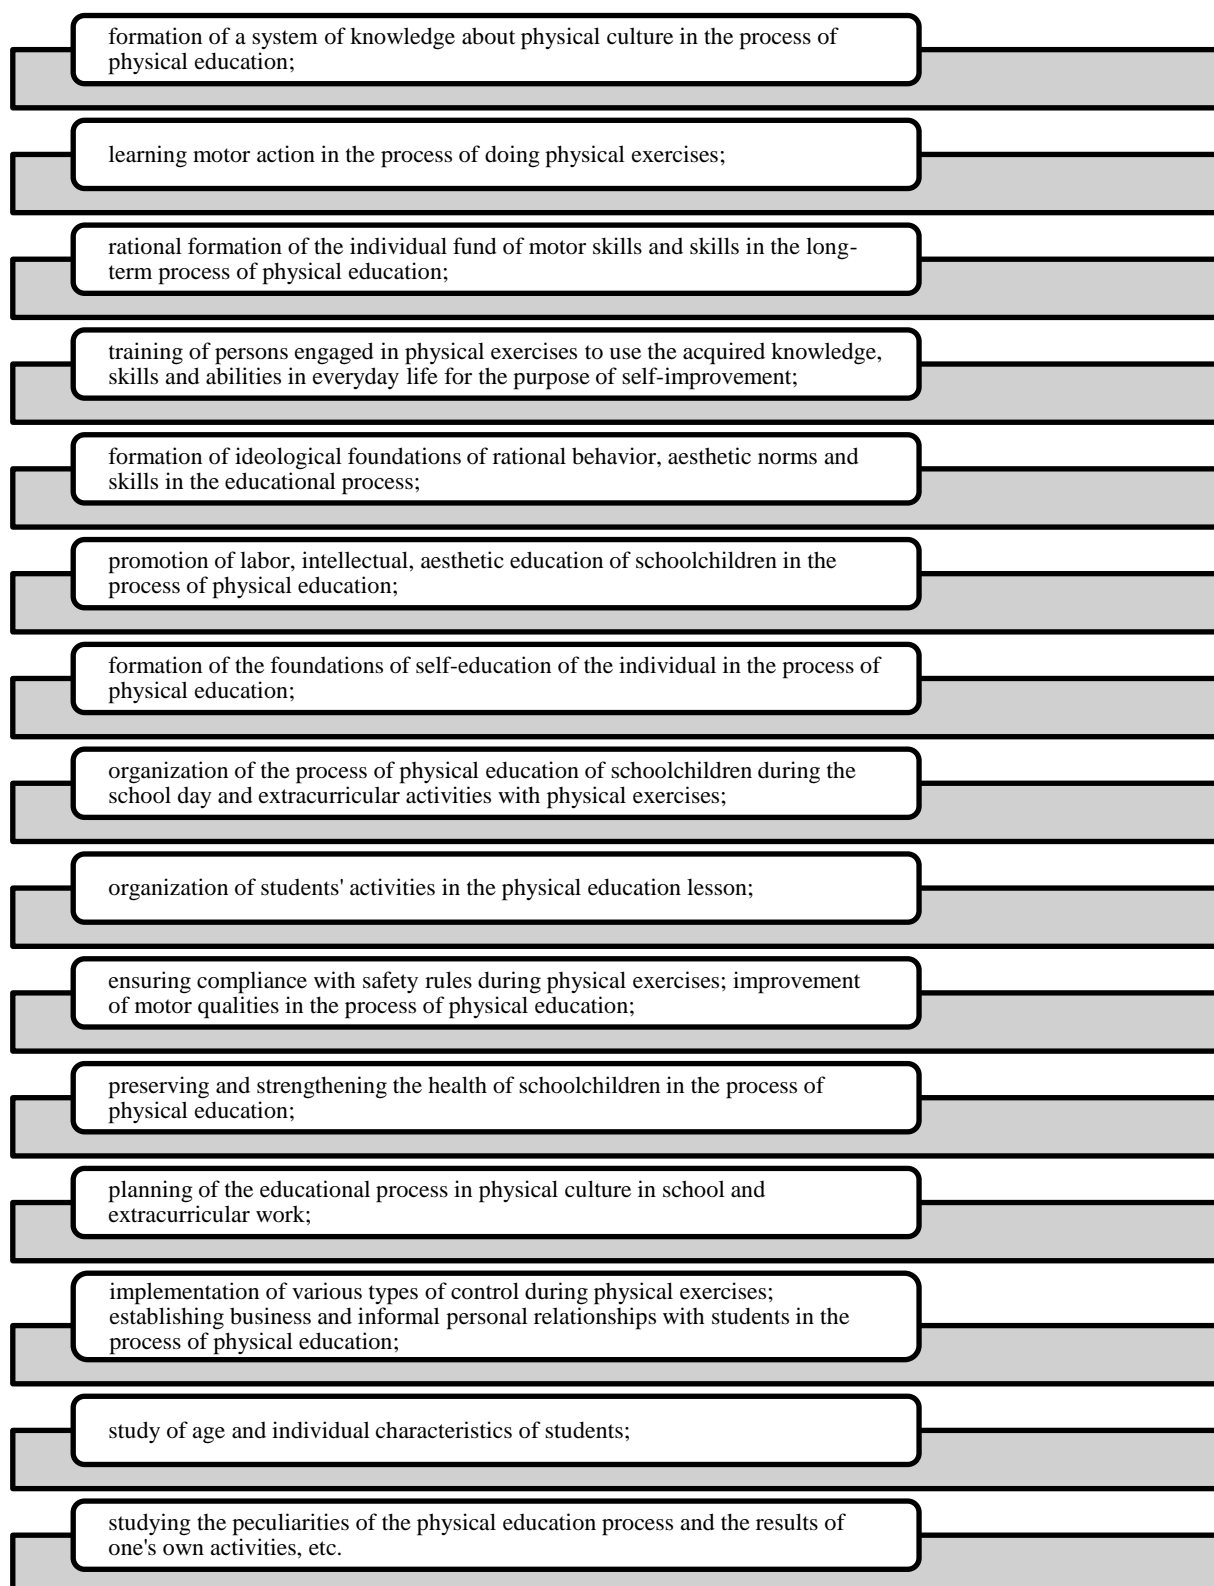 formation of a system of knowledge about physical culture in the process of
physical education;
learning motor action in the process of doing physical exercises;
rational formation of the individual fund of motor skills and skills in the long-
term process of physical education;
training of persons engaged in physical exercises to use the acquired knowledge,
skills and abilities in everyday life for the purpose of self-improvement;
formation of ideological foundations of rational behavior, aesthetic norms and
skills in the educational process;
promotion of labor, intellectual, aesthetic education of schoolchildren in the
process of physical education;
formation of the foundations of self-education of the individual in the process of
physical education;
organization of the process of physical education of schoolchildren during the
school day and extracurricular activities with physical exercises;
organization of students' activities in the physical education lesson;
ensuring compliance with safety rules during physical exercises; improvement
of motor qualities in the process of physical education;
preserving and strengthening the health of schoolchildren in the process of
physical education;
planning of the educational process in physical culture in school and
extracurricular work;
implementation of various types of control during physical exercises;
establishing business and informal personal relationships with students in the
process of physical education;
study of age and individual characteristics of students;
studying the peculiarities of the physical education process and the results of
one's own activities, etc.